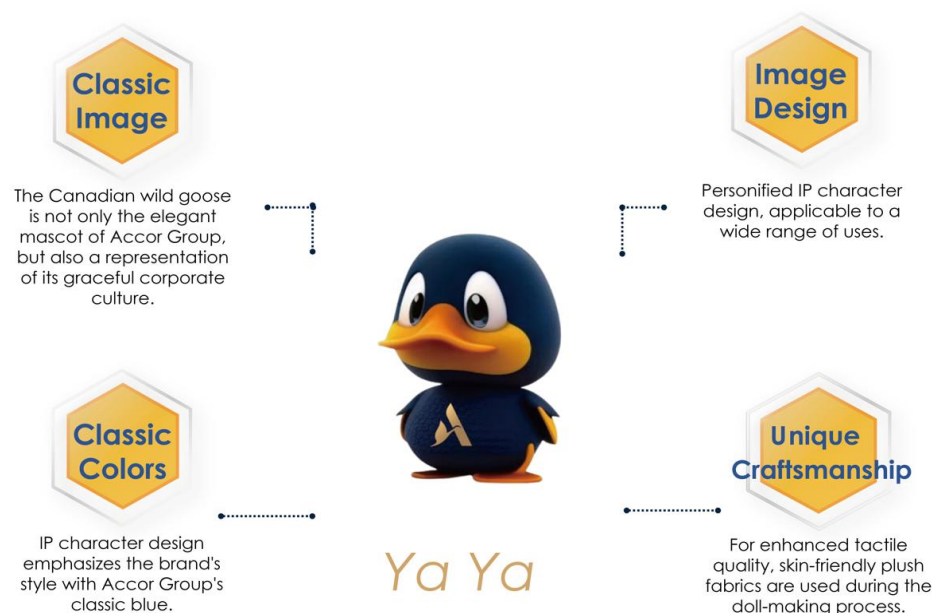 Classic
Image
The Canadian wild goose
is not only the elegant
mascot of Accor Group,
but also a representation
of its graceful corporate
culture.
Image
Design
Personified IP character
design, applicable to a
wide range of uses.
Classic
Colors
IP character design
emphasizes the brand's
style with Accor Group's
classic blue.
Unique
Craftsmanship
For enhanced tactile
quality, skin-friendly plush
fabrics are used during the
doll-making process.
Ya Ya